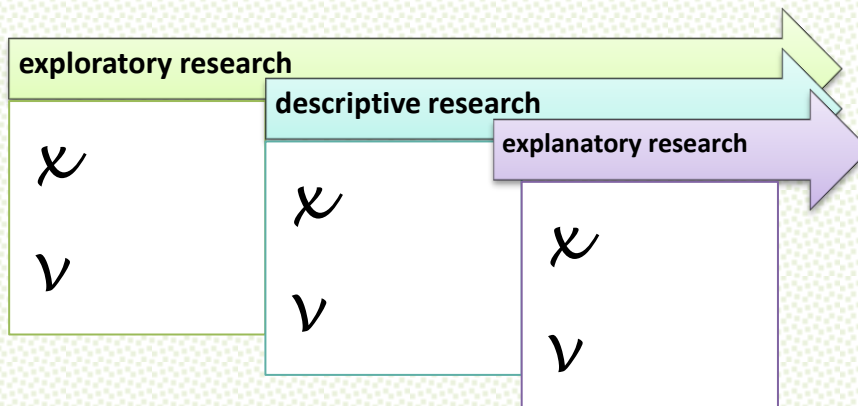 exploratory research
x
v
descriptive research
x
v
explanatory research
x
v